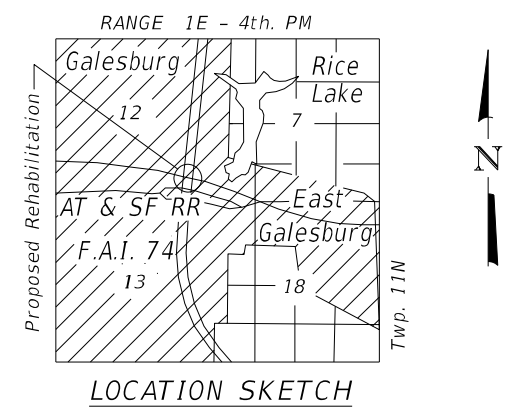 RANGE 1E - 4th. PM
Galesburg
Rice
Lake
12
7
Proposed Rehabilitation
N
AT & SF RR
East
Galesburg
F.A.I. 74
13
18
Twp. 11N
LOCATION SKETCH